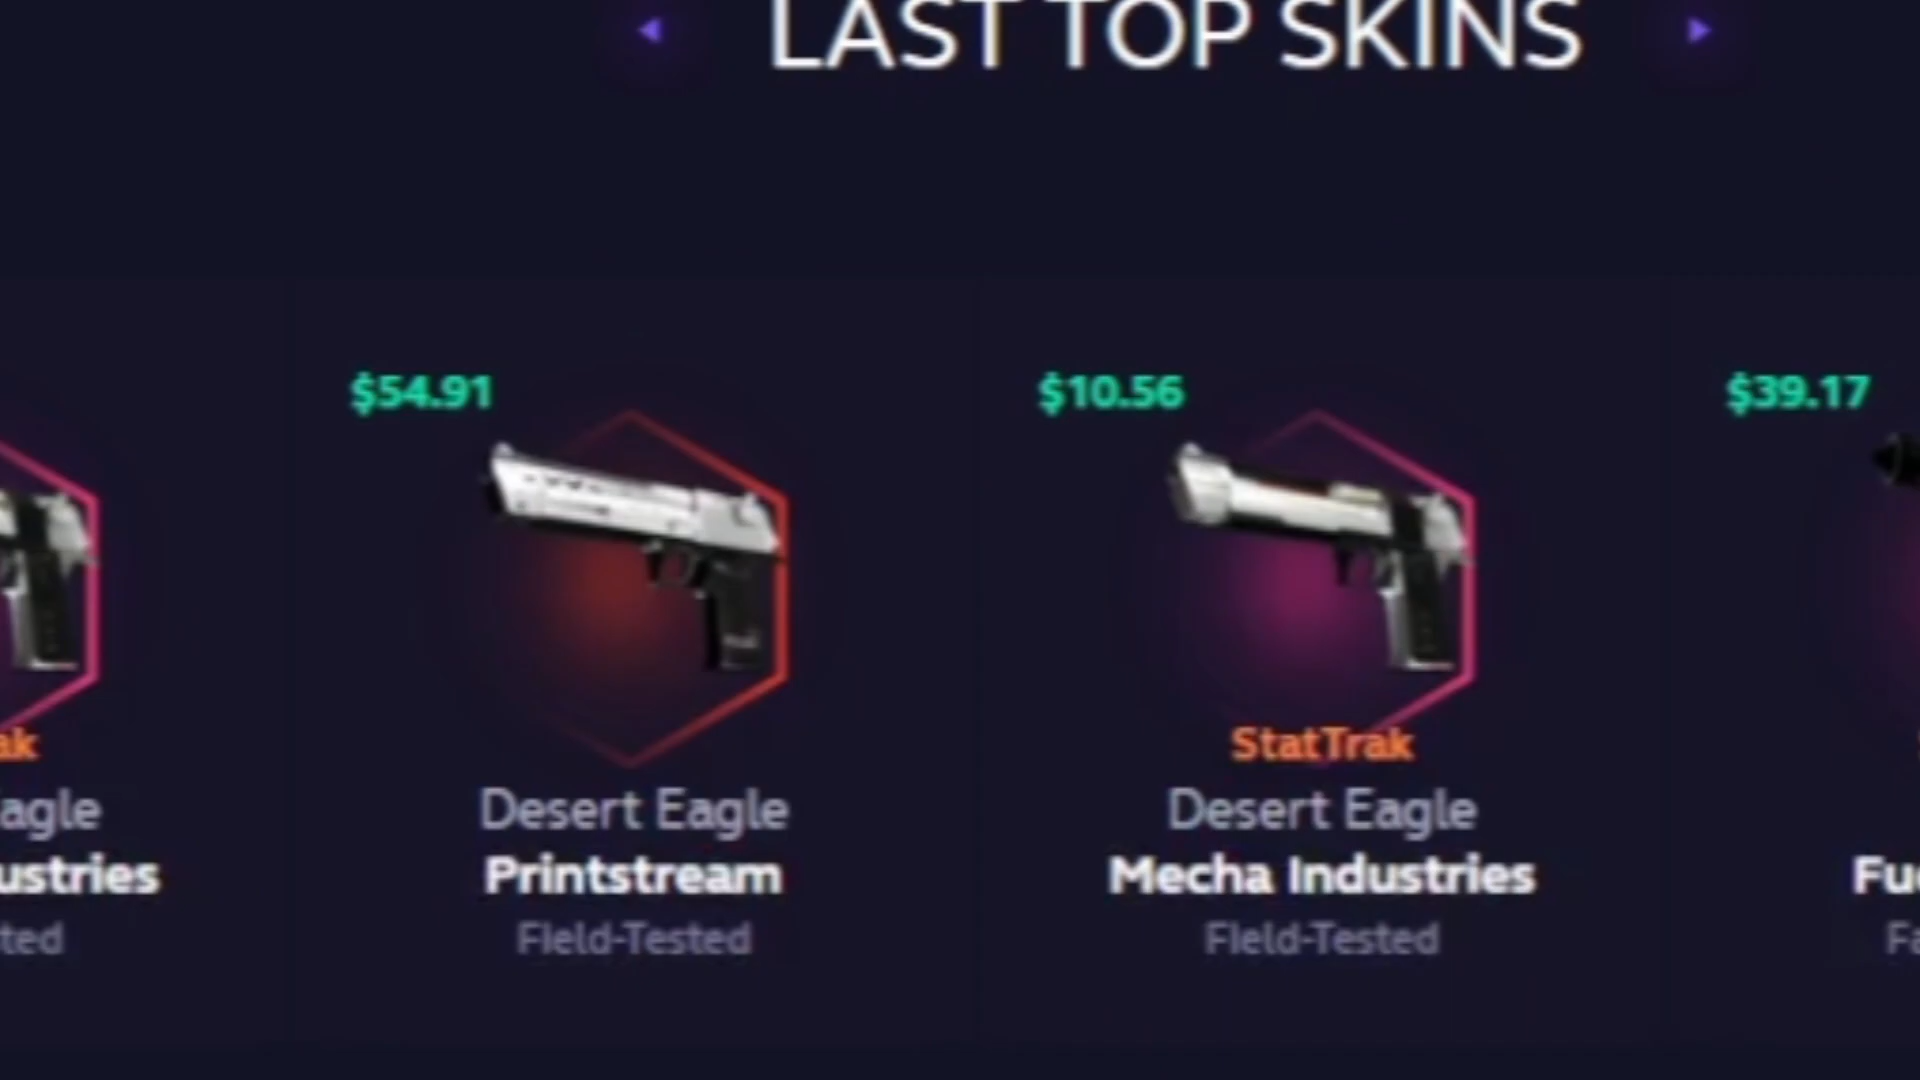 LAST TOP SKINS
$54.91
$10.56
$39.17
StatTrak
Desert Eagle
Desert Eagle
Printstream
Mecha Industries
Field-Tested
Field-Tested